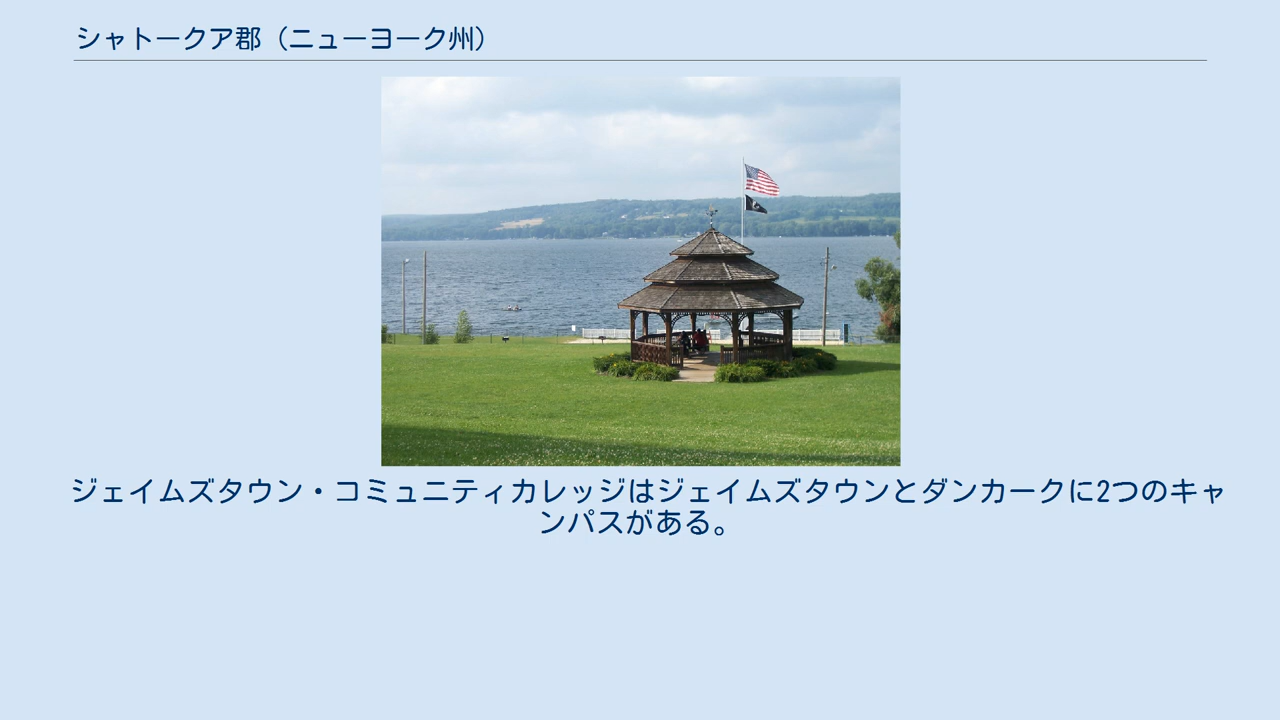 シャトークア郡（ニューヨーク州）
ジェイムズタウン・コミュニティカレッジはジェイムズタウンとダンカークに2つのキャ
ンパスがある。